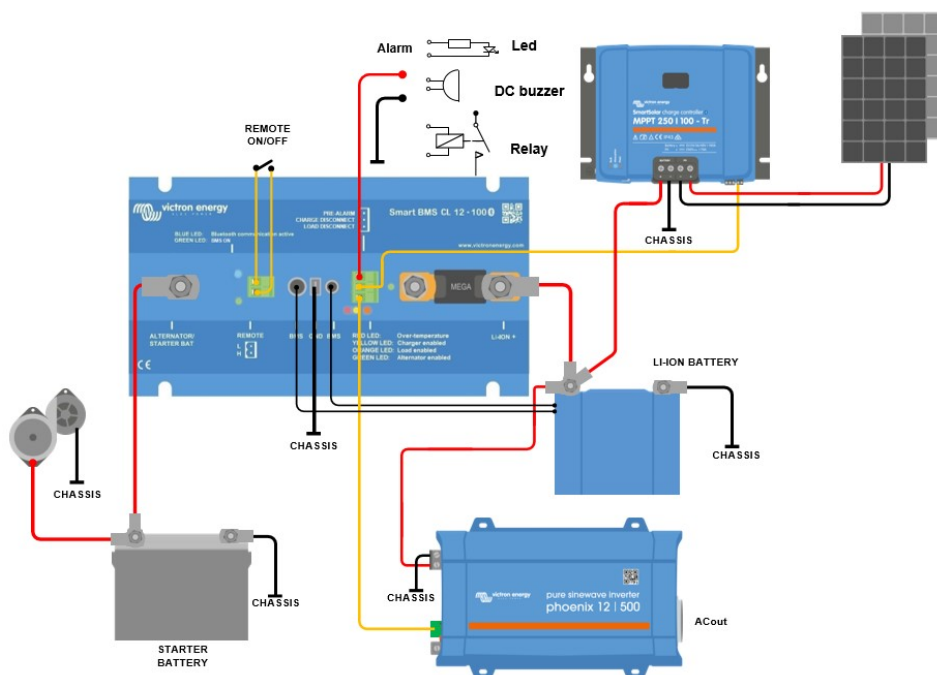 Alarm
Led
DC buzzer
Relay
REMOTE
ON/OFF
victron energy
BLUE POWER
BLUE LED: Bluetooth communication active
GREEN LED: BMS ON
PRE-ALARM
CHARGE DISCONNECT
LOAD DISCONNECT
Smart BMS CL 12 - 100
www.victronenergy.com
MEGA
ALTERNATOR/
STARTER BAT
REMOTE
L
H
BMS
GND
BMS
RED LED: Over-temperature
YELLOW LED: Charger enabled
ORANGE LED: Load enabled
GREEN LED: Alternator enabled
LI-ION +
CE
victron energy
SmartSolar charge controller
MPPT 250 | 100 - Tr
CHASSIS
LI-ION BATTERY
CHASSIS
CHASSIS
CHASSIS
CHASSIS
STARTER
BATTERY
CHASSIS
victron energy
pure sinewave inverter
phoenix 12 | 500
ACout